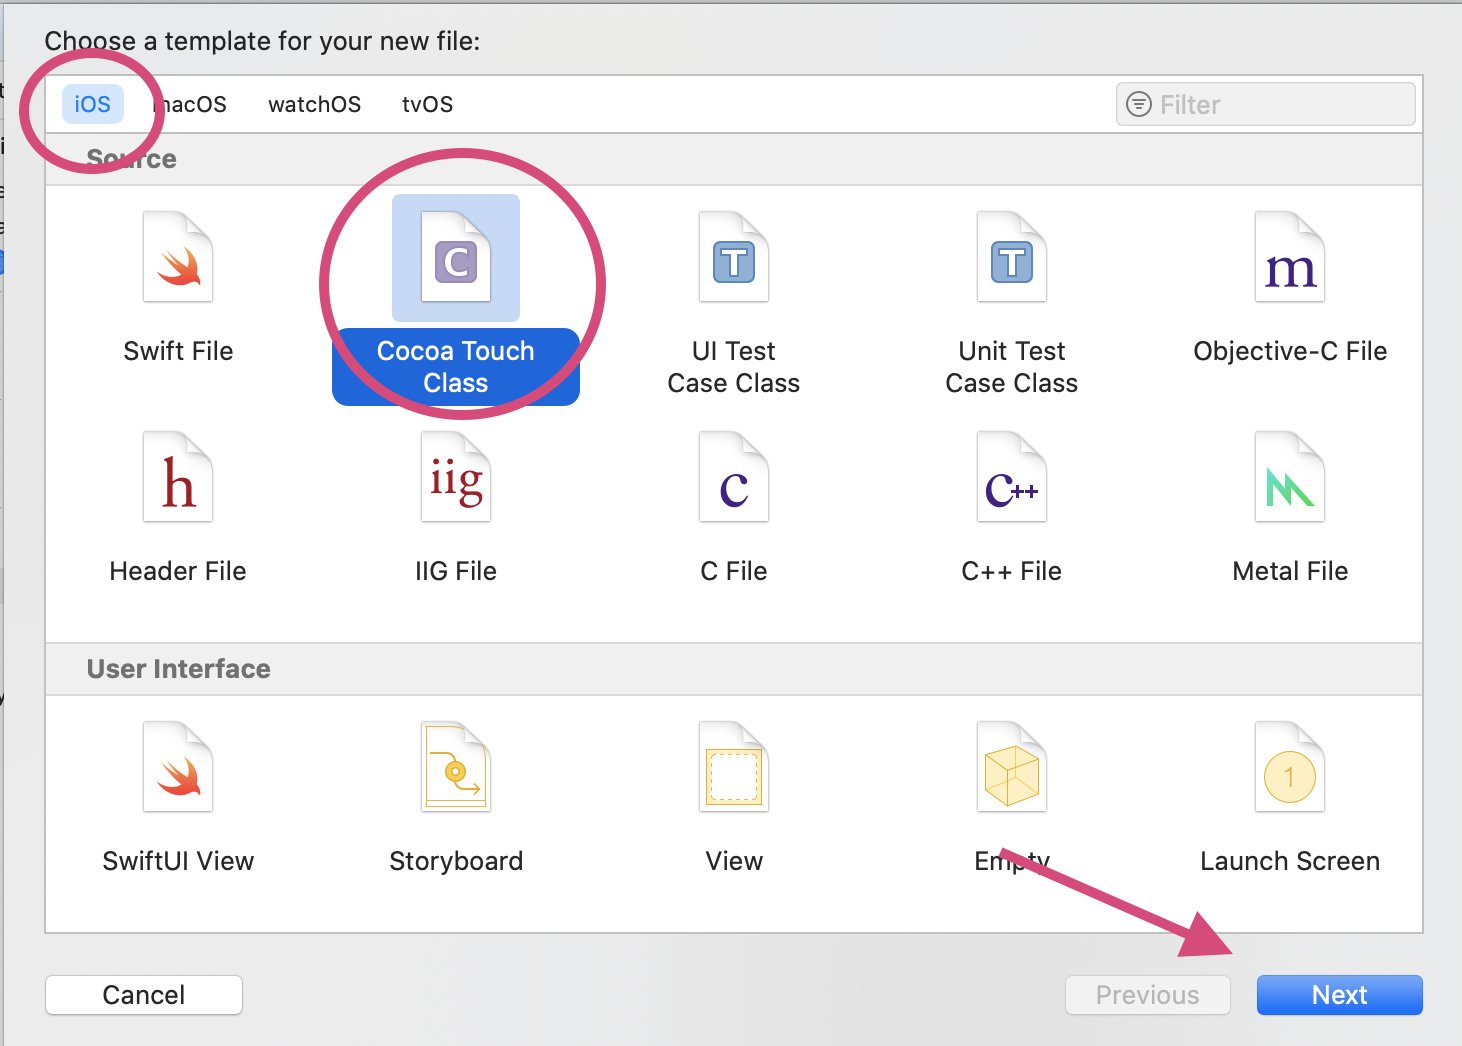 Choose a template for your new file:
iOS macOS watchOS tvOS Filter
Source
C T T m
Swift File Cocoa Touch Class UI Test Case Class Unit Test Case Class Objective-C File
h iig c c++
Header File IIG File C File C++ File Metal File
User Interface
1
SwiftUI View Storyboard View Empty Launch Screen
Cancel Previous Next